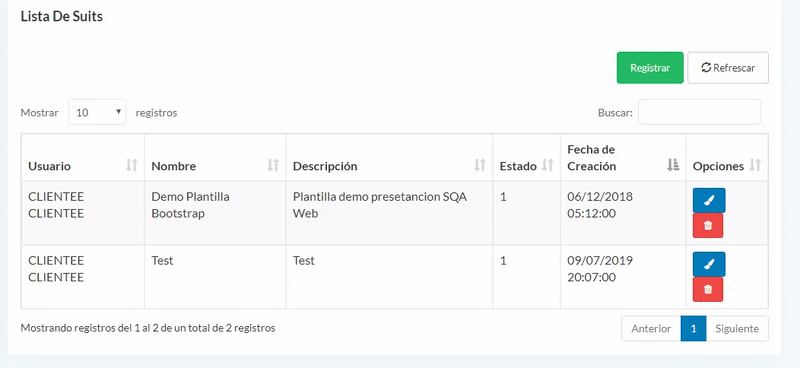 Lista De Suits
Registrar
Refrescar
Mostrar 10 registros
Buscar:
Usuario
Nombre
Descripción
Estado
Fecha de
Creación
Opciones
CLIENTEE
CLIENTEE
Demo Plantilla
Bootstrap
Plantilla demo presetancion SQA
Web
1
06/12/2018
05:12:00
CLIENTEE
CLIENTEE
Test
Test
1
09/07/2019
20:07:00
Mostrando registros del 1 al 2 de un total de 2 registros
Anterior
1
Siguiente